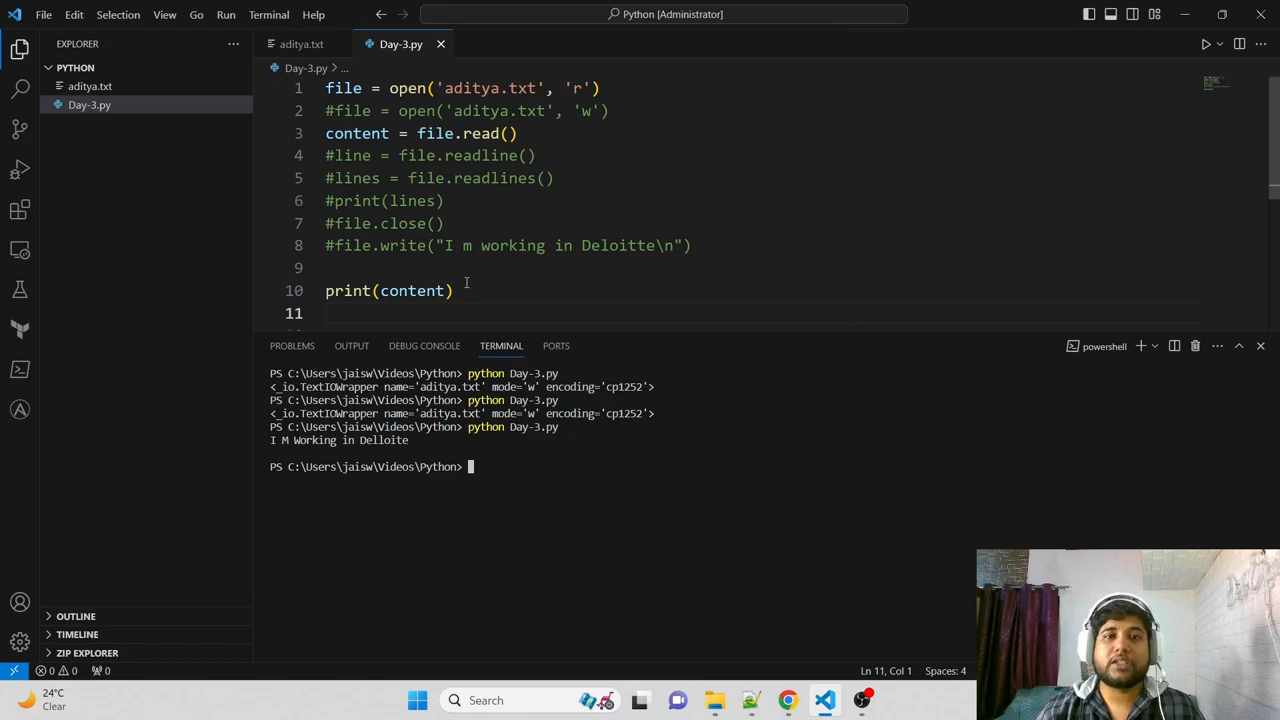 File Edit Selection View Go Run Terminal Help
Python [Administrator]
EXPLORER
aditya.txt
Day-3.py
PYTHON
Day-3.py > ...
aditya.txt
Day-3.py
1 file = open('aditya.txt', 'r')
2 #file = open('aditya.txt', 'w')
3 content = file.read()
4 #line = file.readline()
5 #lines = file.readlines()
6 #print(lines)
7 #file.close()
8 #file.write("I m working in Deloitte\n")
9
10 print(content)
11
PROBLEMS OUTPUT DEBUG CONSOLE TERMINAL PORTS
powershell
PS C:\Users\jaisw\Videos\Python> python Day-3.py
<_io.TextIOWrapper name='aditya.txt' mode='w' encoding='cp1252'>
PS C:\Users\jaisw\Videos\Python> python Day-3.py
<_io.TextIOWrapper name='aditya.txt' mode='w' encoding='cp1252'>
PS C:\Users\jaisw\Videos\Python> python Day-3.py
I M Working in Delloite
PS C:\Users\jaisw\Videos\Python>
OUTLINE
TIMELINE
ZIP EXPLORER
0 0 0
Ln 11, Col 1 Spaces: 4
24°C
Clear
Search